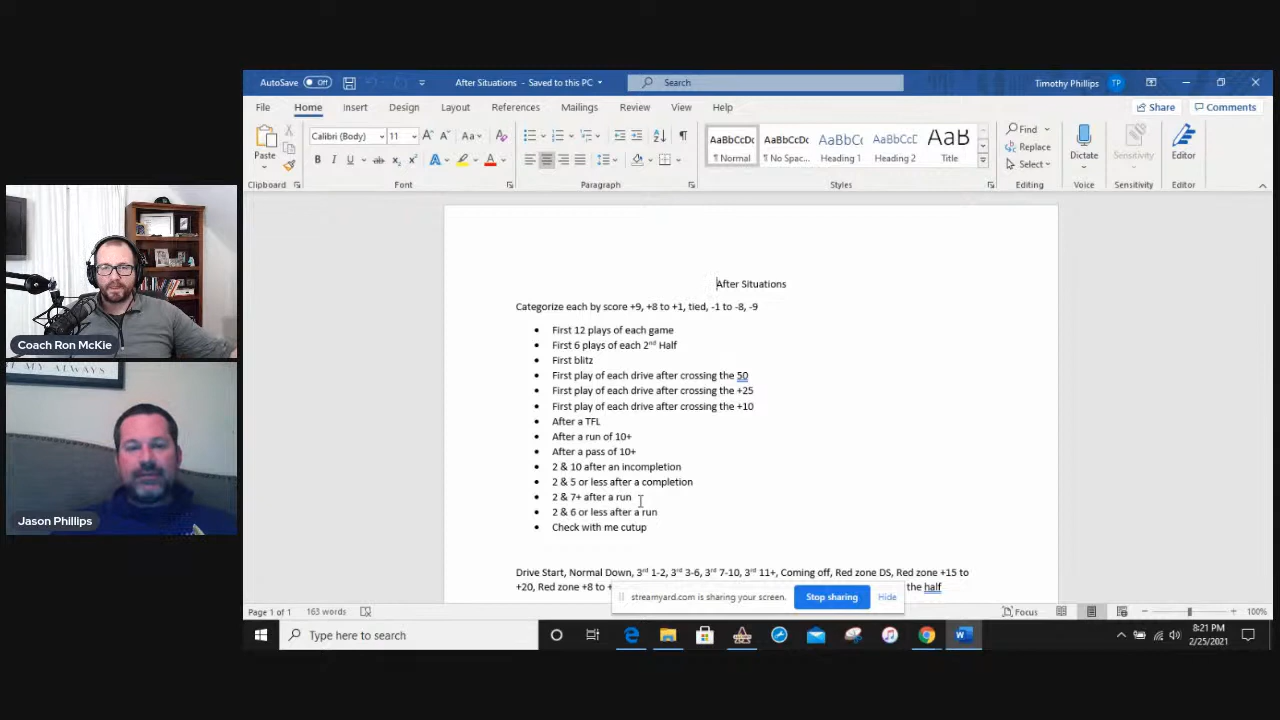 AutoSave Off After Situations - Saved to this PC Search Timothy Phillips TP
File Home Insert Design Layout References Mailings Review View Help Share Comments
Paste
Calibri (Body) 11
AaBbCcDc AaBbCcDc AaBbCc AaBbCcD AaB
¶ Normal ¶ No Spac... Heading 1 Heading 2 Title
Find
Replace
Select
Dictate
Sensitivity
Editor
Clipboard Font Paragraph Styles Editing Voice Sensitivity Editor
After Situations
Categorize each by score +9, +8 to +1, tied, -1 to -8, -9
• First 12 plays of each game
• First 6 plays of each 2nd Half
• First blitz
• First play of each drive after crossing the 50
• First play of each drive after crossing the +25
• First play of each drive after crossing the +10
• After a TFL
• After a run of 10+
• After a pass of 10+
• 2 & 10 after an incompletion
• 2 & 5 or less after a completion
• 2 & 7+ after a run
• 2 & 6 or less after a run
• Check with me cutup
Drive Start, Normal Down, 3rd 1-2, 3rd 3-6, 3rd 7-10, 3rd 11+, Coming off, Red zone DS, Red zone +15 to
+20, Red zone +8 to + the half
streamyard.com is sharing your screen. Stop sharing Hide
Page 1 of 1 163 words Focus 100%
Type here to search
8:21 PM
2/25/2021
Coach Ron McKie
MY ALWAYS
Jason Phillips